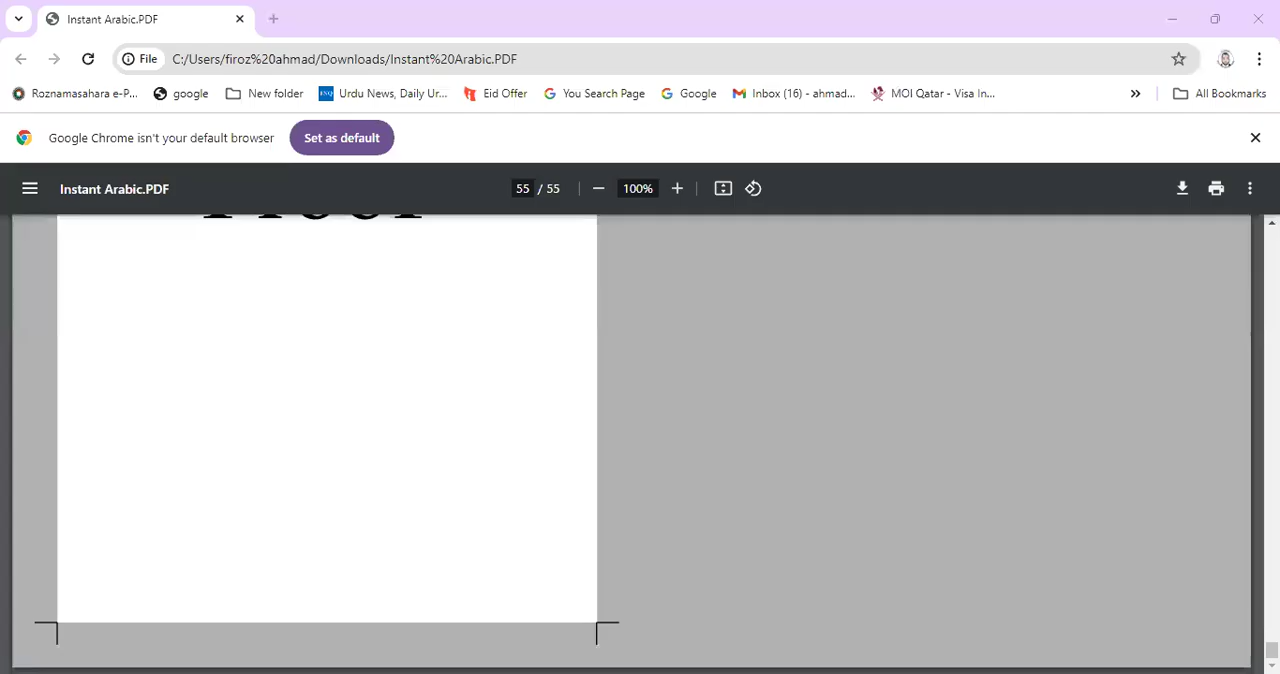 Instant Arabic.PDF
File
C:/Users/firoz%20ahmad/Downloads/Instant%20Arabic.PDF
Roznamasahara e-P...
google
New folder
ENQ
Urdu News, Daily Ur...
Eid Offer
You Search Page
Google
Inbox (16) - ahmad...
MOI Qatar - Visa In...
All Bookmarks
Google Chrome isn't your default browser
Set as default
Instant Arabic.PDF
55 / 55
100%